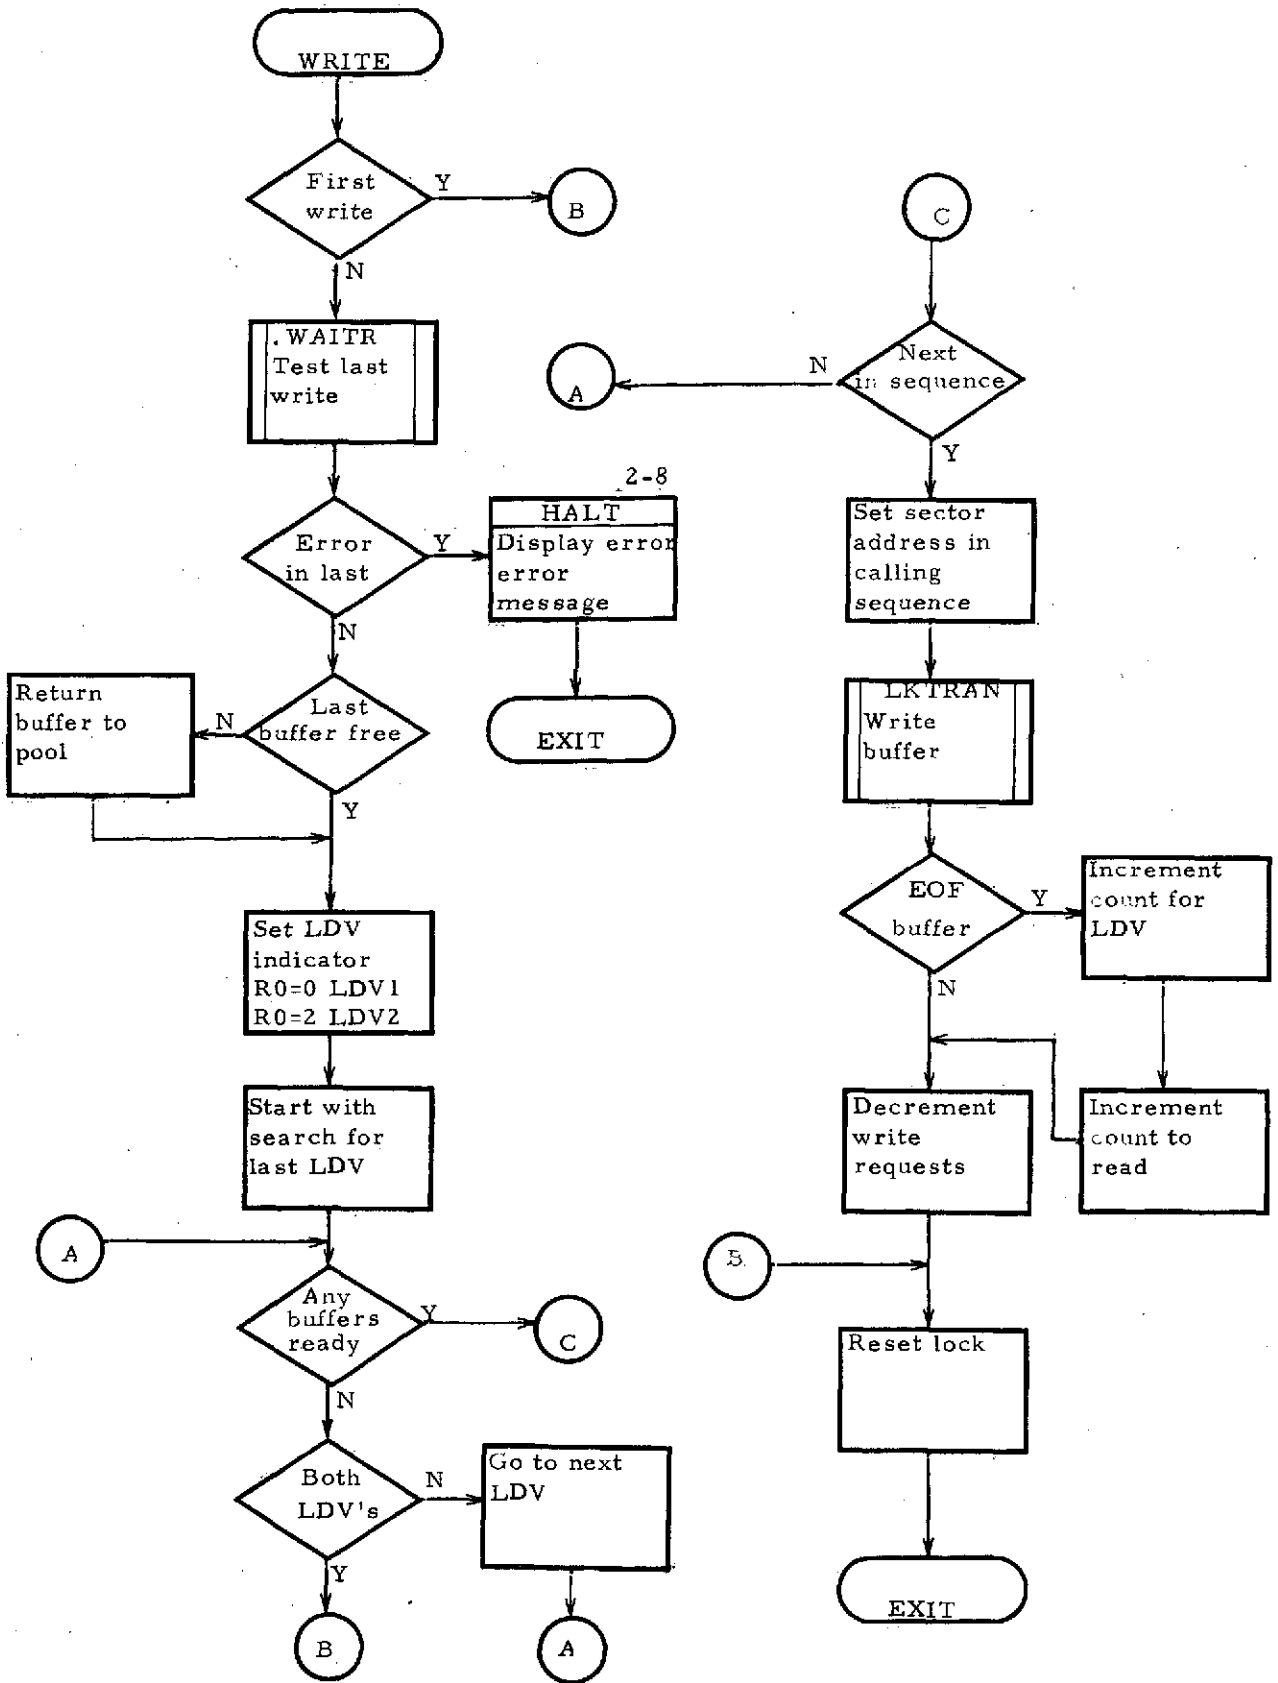 WRITE
First
write
Y
B
N
.WAITR
Test last
write
Error
in last
Y
2-8
HALT
Display error
error
message
EXIT
N
Last
buffer free
N
Return
buffer to
pool
Y
Set LDV
indicator
R0=0 LDV1
R0=2 LDV2
Start with
search for
last LDV
A
Any
buffers
ready
Y
C
N
Both
LDV's
N
Go to next
LDV
Y
B
A
C
Next
in sequence
N
A
Y
Set sector
address in
calling
sequence
LKTRAN
Write
buffer
EOF
buffer
Y
Increment
count for
LDV
N
Decrement
write
requests
Increment
count to
read
B
Reset lock
EXIT